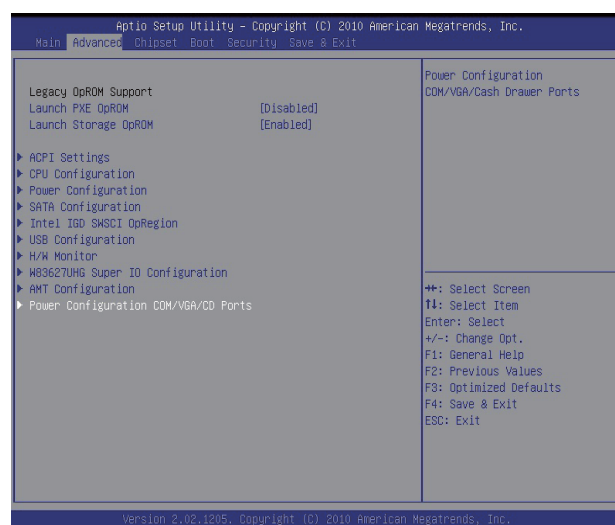 Aptio Setup Utility – Copyright (C) 2010 American Megatrends, Inc.
Main Advanced Chipset Boot Security Save & Exit
Legacy OpROM Support
Launch PXE OpROM [Disabled]
Launch Storage OpROM [Enabled]
ACPI Settings
CPU Configuration
Power Configuration
SATA Configuration
Intel IGD SWSCI OpRegion
USB Configuration
H/W Monitor
W83627UHG Super IO Configuration
AMT Configuration
Power Configuration COM/VGA/CD Ports
Power Configuration
COM/VGA/Cash Drawer Ports
→←: Select Screen
↑↓: Select Item
Enter: Select
+/-: Change Opt.
F1: General Help
F2: Previous Values
F3: Optimized Defaults
F4: Save & Exit
ESC: Exit
Version 2.02.1205. Copyright (C) 2010 American Megatrends, Inc.